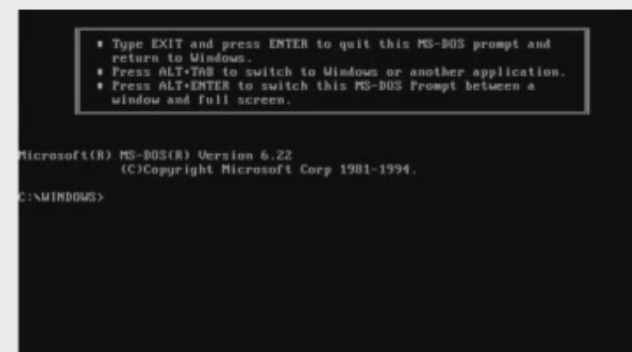 ▪ Type EXIT and press ENTER to quit this MS-DOS prompt and
return to Windows.
▪ Press ALT+TAB to switch to Windows or another application.
▪ Press ALT+ENTER to switch this MS-DOS Prompt between a
window and full screen.
Microsoft(R) MS-DOS(R) Version 6.22
(C)Copyright Microsoft Corp 1981-1994.
C:\WINDOWS>